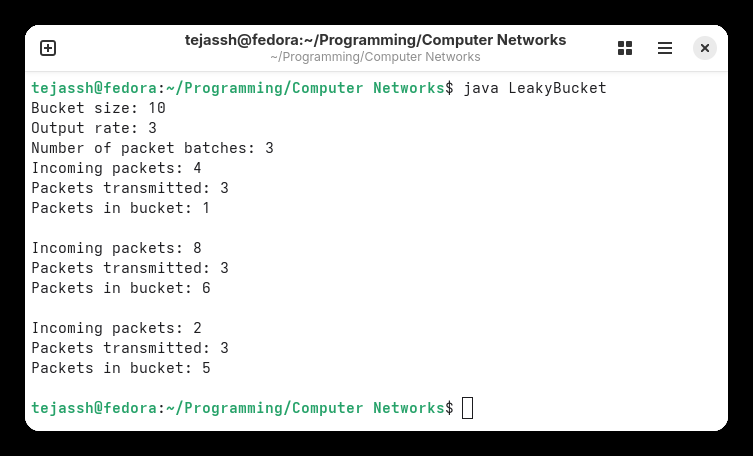 tejassh@fedora:~/Programming/Computer Networks
~/Programming/Computer Networks
tejassh@fedora:~/Programming/Computer Networks$ java LeakyBucket
Bucket size: 10
Output rate: 3
Number of packet batches: 3
Incoming packets: 4
Packets transmitted: 3
Packets in bucket: 1

Incoming packets: 8
Packets transmitted: 3
Packets in bucket: 6

Incoming packets: 2
Packets transmitted: 3
Packets in bucket: 5

tejassh@fedora:~/Programming/Computer Networks$